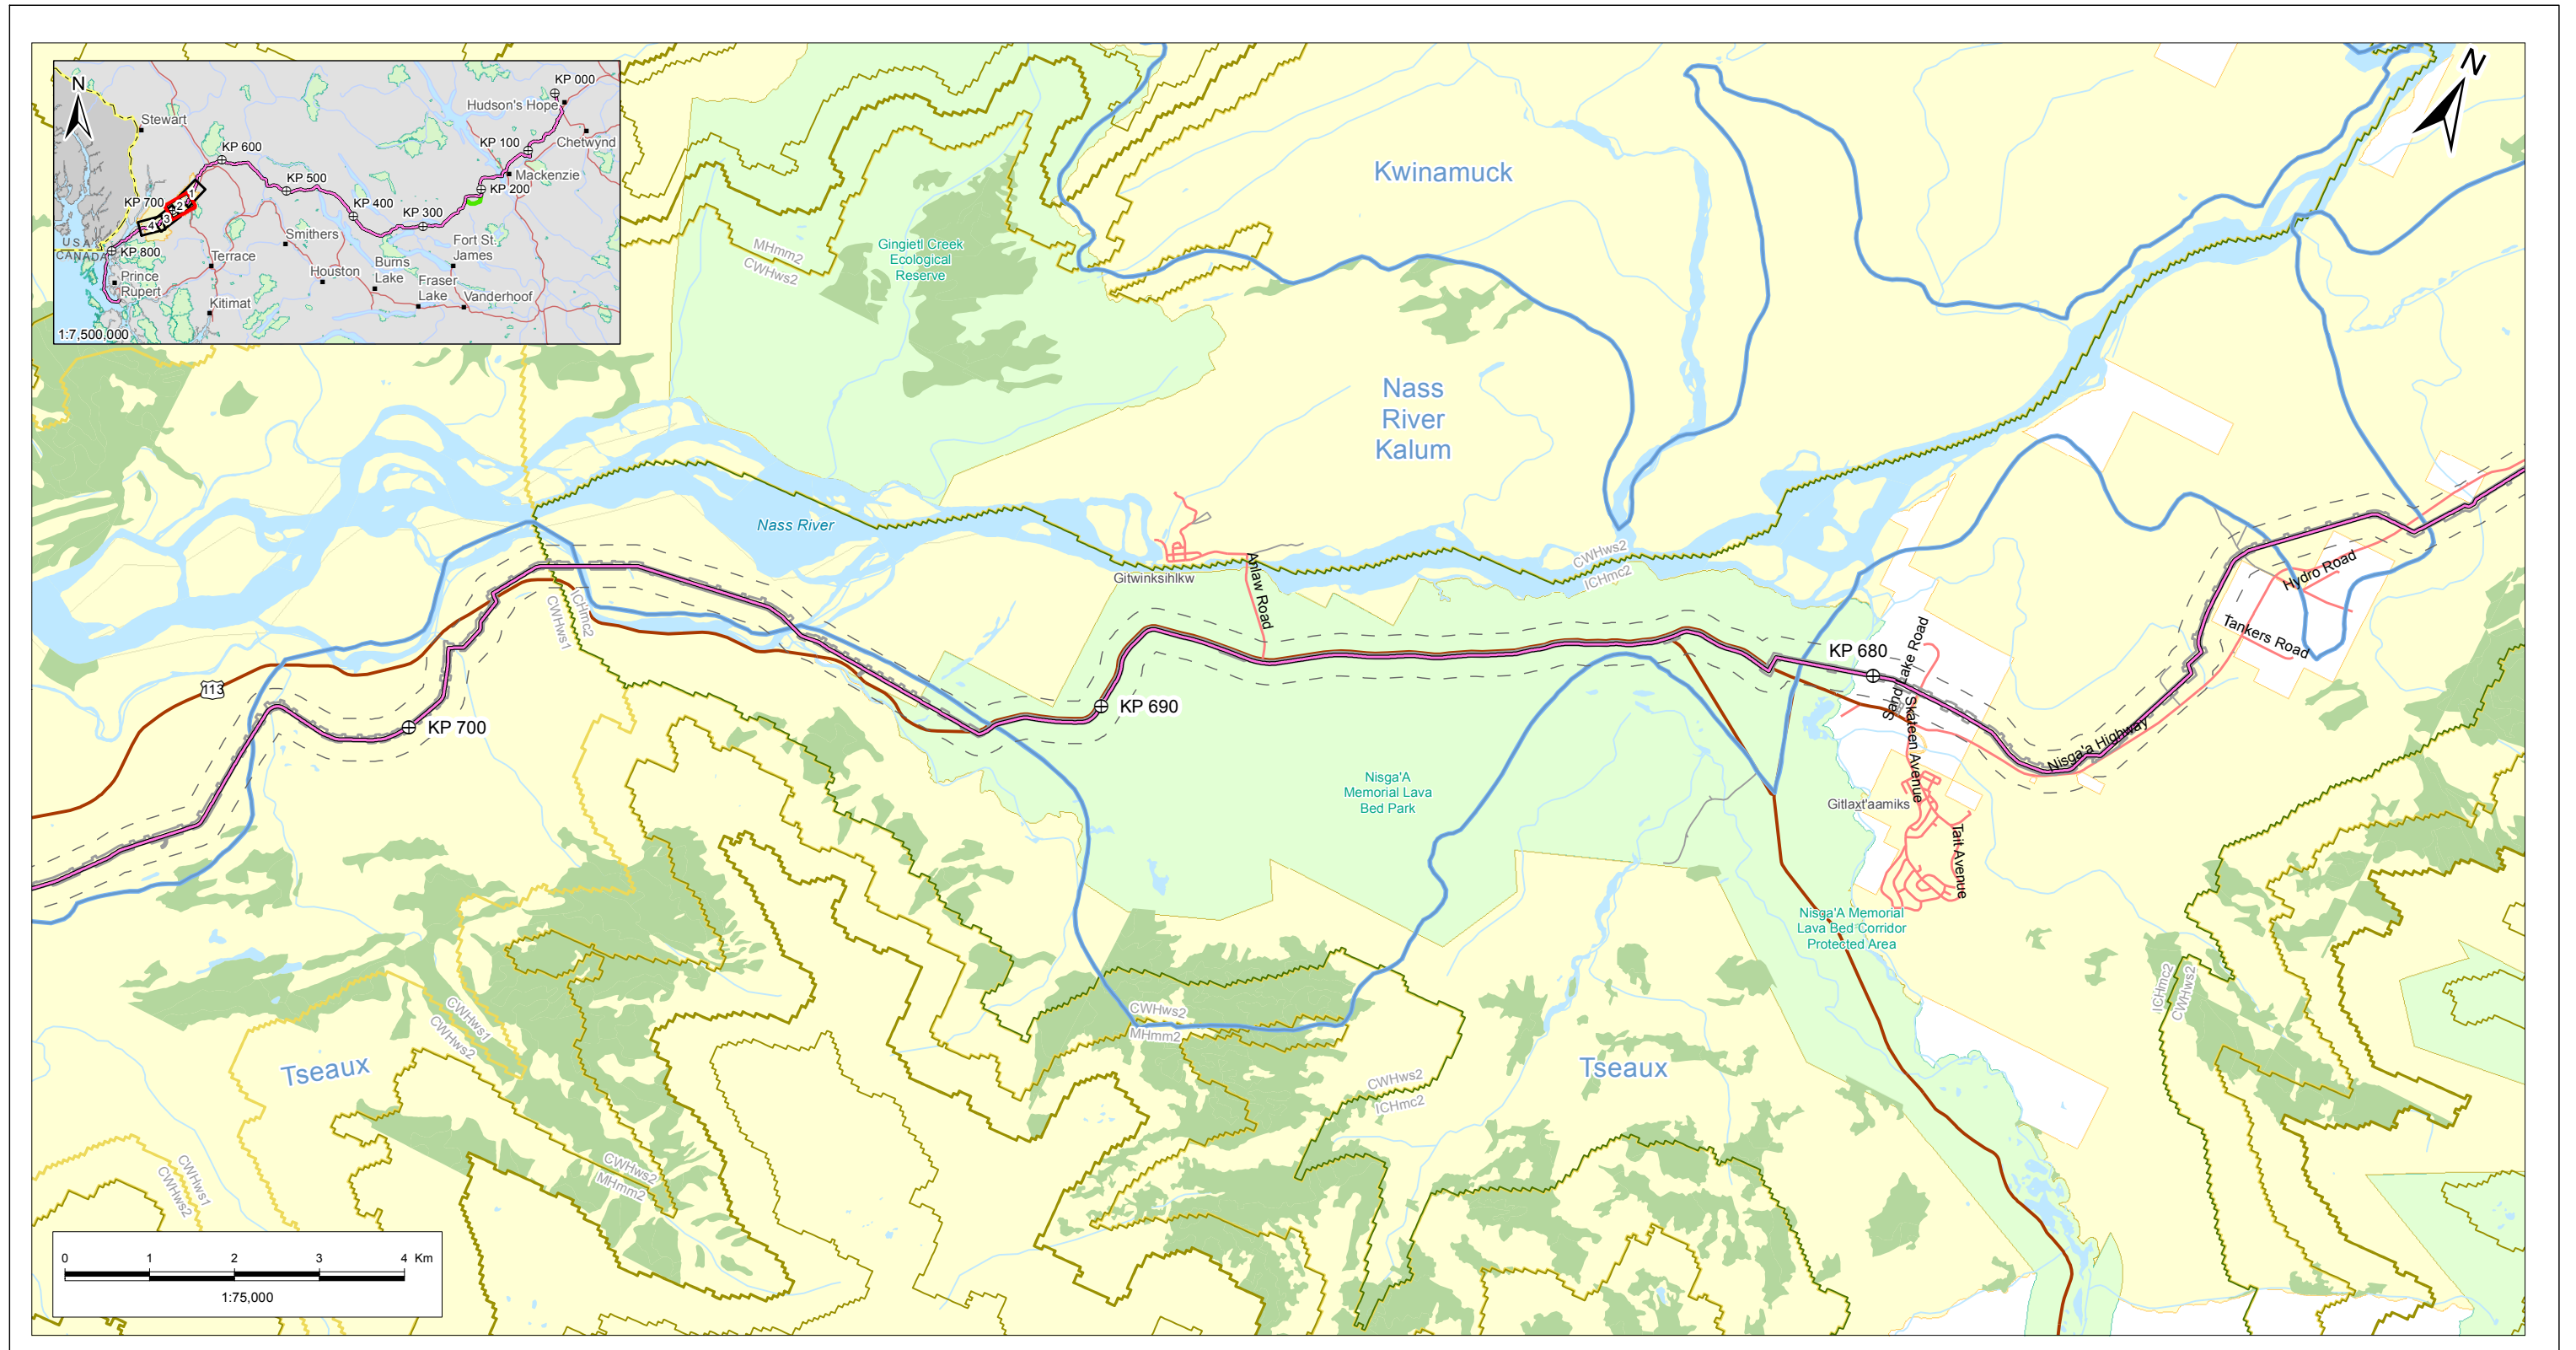 N
KP 000
Hudson's Hope
Stewart
KP 600
KP 100
Chetwynd
Mackenzie
KP 500
KP 200
KP 700
KP 400
KP 300
1
2
3
4
Smithers
Fort St.
James
USA
CANADA
KP 800
Terrace
Burns
Lake
Houston
Prince
Rupert
Fraser
Lake
Vanderhoof
Kitimat
1:7,500,000
N
Kwinamuck
MHmm2
CWHws2
Gingietl Creek
Ecological
Reserve
Nass
River
Kalum
Nass River
CWHws2
ICHmc2
Gitwinksihlkw
Ahlaw Road
Hydro Road
Tankers Road
CWHws1
ICHmc2
KP 680
Sand Lake Road
Skateen Avenue
113
KP 690
KP 700
Nisga'a Highway
Nisga'A
Memorial Lava
Bed Park
Gitlaxt'aamiks
Tait Avenue
Nisga'A Memorial
Lava Bed Corridor
Protected Area
ICHmc2
CWHws2
CWHws1
CWHws2
CWHws2
MHmm2
Tseaux
Tseaux
CWHws2
ICHmc2
CWHws1
CWHws2
CWHws2
MHmm2
0 1 2 3 4 Km
1:75,000